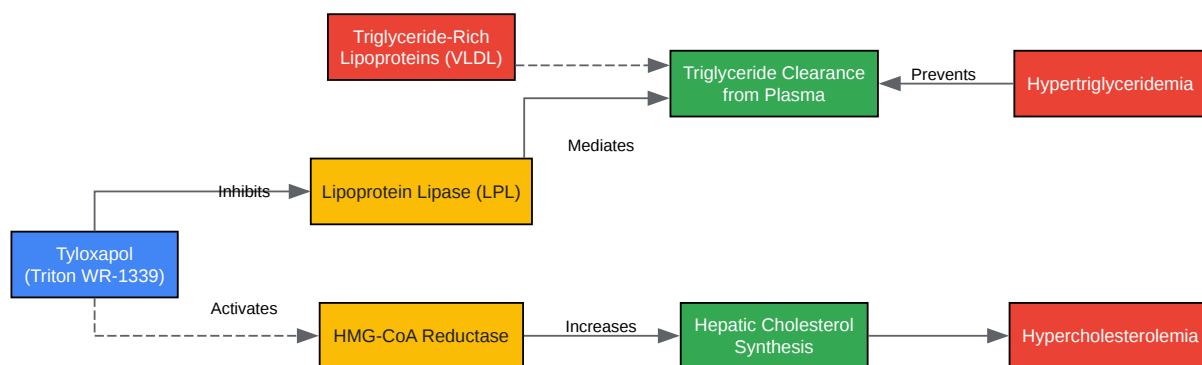 Triglyceride-Rich
Lipoproteins (VLDL)
Triglyceride Clearance
from Plasma
Prevents
Hypertriglyceridemia
Mediates
Inhibits
Lipoprotein Lipase (LPL)
Tyloxapol
(Triton WR-1339)
Activates
HMG-CoA Reductase
Increases
Hepatic Cholesterol
Synthesis
Hypercholesterolemia